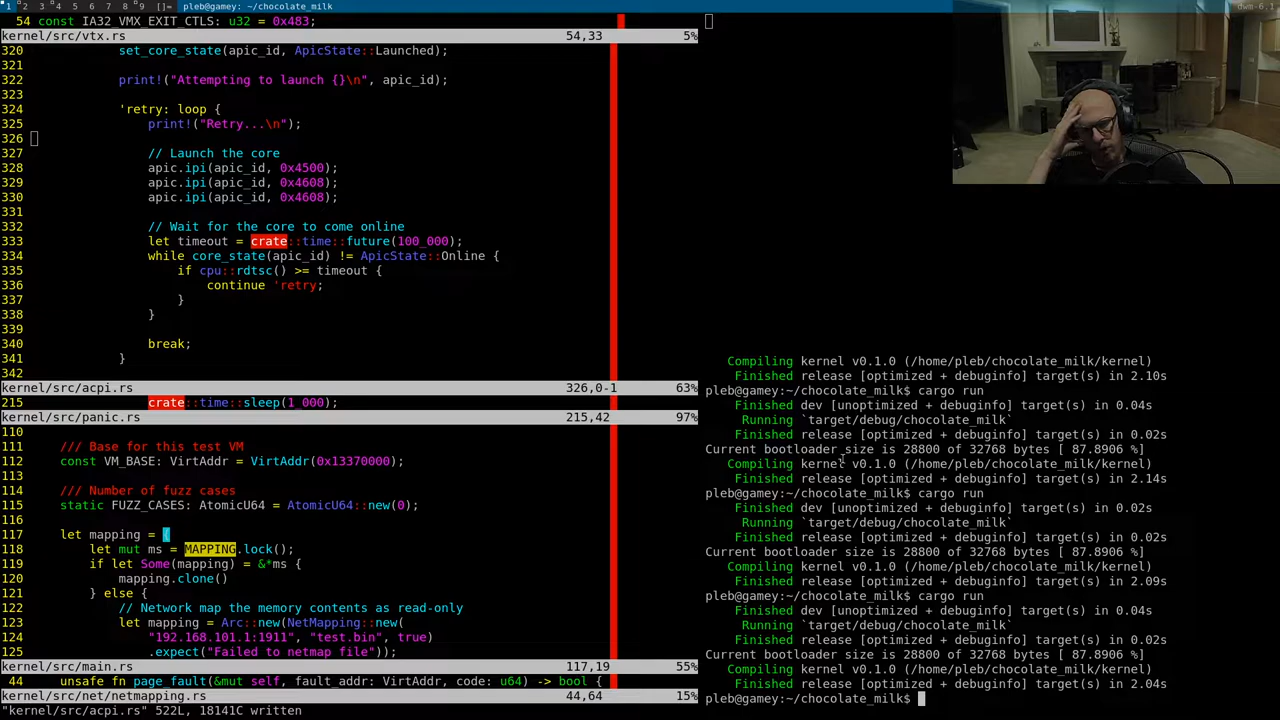 1 2 3 4 5 6 7 8 9 []= pleb@gamey: ~/chocolate_milk dwm-6.1
54 const IA32_VMX_EXIT_CTLS: u32 = 0x483;
kernel/src/vtx.rs 54,33 5%
320 set_core_state(apic_id, ApicState::Launched);
321
322 print!("Attempting to launch {}\n", apic_id);
323
324 'retry: loop {
325 print!("Retry...\n");
326
327 // Launch the core
328 apic.ipi(apic_id, 0x4500);
329 apic.ipi(apic_id, 0x4608);
330 apic.ipi(apic_id, 0x4608);
331
332 // Wait for the core to come online
333 let timeout = crate::time::future(100_000);
334 while core_state(apic_id) != ApicState::Online {
335 if cpu::rdtsc() >= timeout {
336 continue 'retry;
337 }
338 }
339
340 break;
341 }
342
kernel/src/acpi.rs 326,0-1 63%
215 crate::time::sleep(1_000);
kernel/src/panic.rs 215,42 97%
110
111 /// Base for this test VM
112 const VM_BASE: VirtAddr = VirtAddr(0x13370000);
113
114 /// Number of fuzz cases
115 static FUZZ_CASES: AtomicU64 = AtomicU64::new(0);
116
117 let mapping = {
118 let mut ms = MAPPING.lock();
119 if let Some(mapping) = &*ms {
120 mapping.clone()
121 } else {
122 // Network map the memory contents as read-only
123 let mapping = Arc::new(NetMapping::new(
124 "192.168.101.1:1911", "test.bin", true)
125 .expect("Failed to netmap file"));
kernel/src/main.rs 117,19 55%
44 unsafe fn page_fault(&mut self, fault_addr: VirtAddr, code: u64) -> bool {
kernel/src/net/netmapping.rs 44,64 15%
"kernel/src/acpi.rs" 522L, 18141C written
Compiling kernel v0.1.0 (/home/pleb/chocolate_milk/kernel)
Finished release [optimized + debuginfo] target(s) in 2.10s
pleb@gamey:~/chocolate_milk$ cargo run
Finished dev [unoptimized + debuginfo] target(s) in 0.04s
Running `target/debug/chocolate_milk`
Finished release [optimized + debuginfo] target(s) in 0.02s
Current bootloader size is 28800 of 32768 bytes [ 87.8906 %]
Compiling kernel v0.1.0 (/home/pleb/chocolate_milk/kernel)
Finished release [optimized + debuginfo] target(s) in 2.14s
pleb@gamey:~/chocolate_milk$ cargo run
Finished dev [unoptimized + debuginfo] target(s) in 0.02s
Running `target/debug/chocolate_milk`
Finished release [optimized + debuginfo] target(s) in 0.02s
Current bootloader size is 28800 of 32768 bytes [ 87.8906 %]
Compiling kernel v0.1.0 (/home/pleb/chocolate_milk/kernel)
Finished release [optimized + debuginfo] target(s) in 2.09s
pleb@gamey:~/chocolate_milk$ cargo run
Finished dev [unoptimized + debuginfo] target(s) in 0.04s
Running `target/debug/chocolate_milk`
Finished release [optimized + debuginfo] target(s) in 0.02s
Current bootloader size is 28800 of 32768 bytes [ 87.8906 %]
Compiling kernel v0.1.0 (/home/pleb/chocolate_milk/kernel)
Finished release [optimized + debuginfo] target(s) in 2.04s
pleb@gamey:~/chocolate_milk$